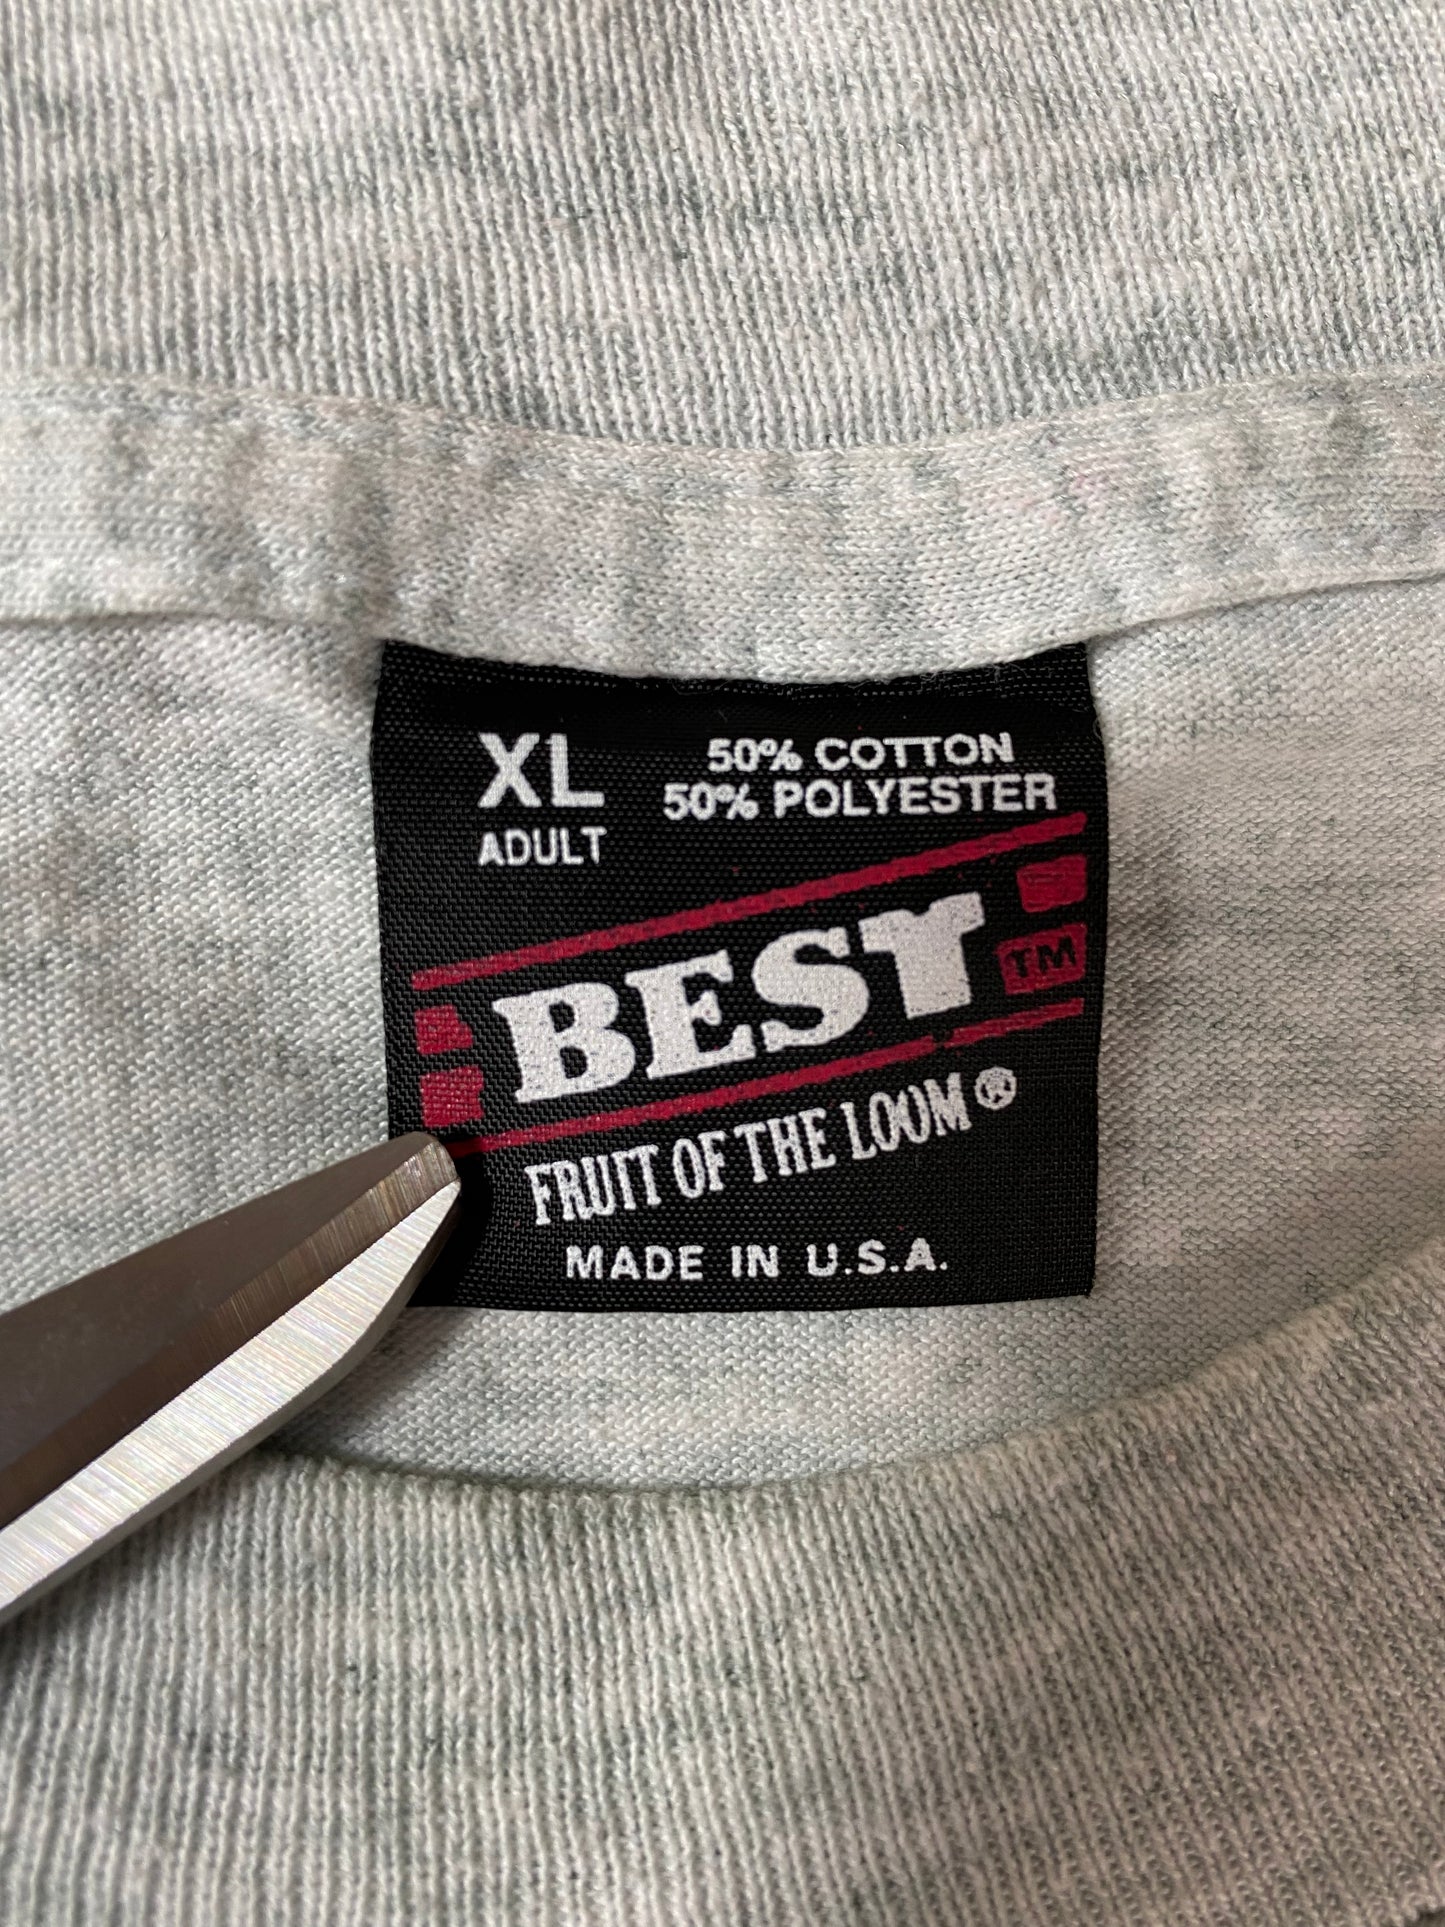 XL
ADULT
50% COTTON
50% POLYESTER
BEST TM
FRUIT OF THE LOOM®
MADE IN U.S.A.